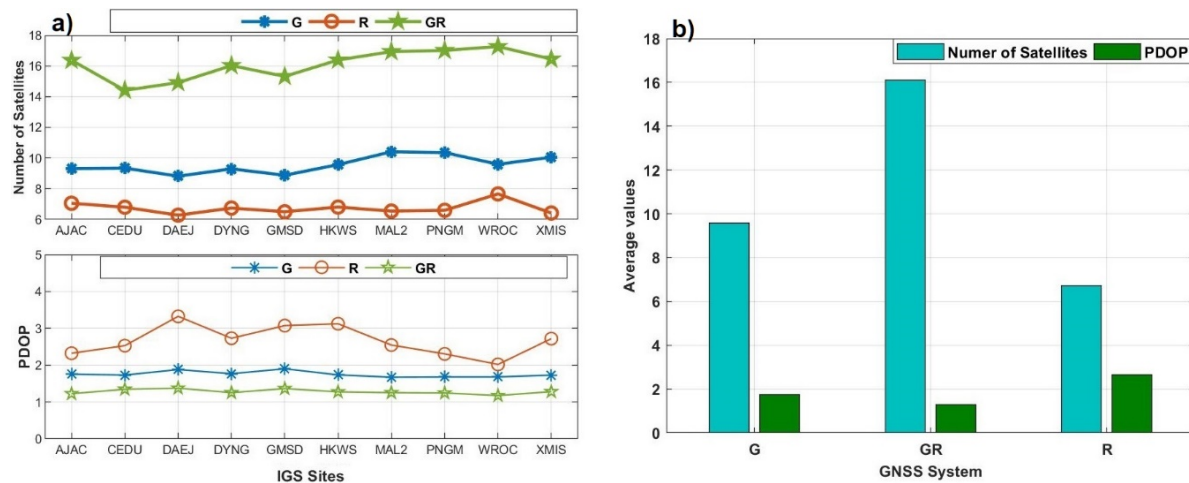 a)
G R GR
Number of Satellites
18
16
14
12
10
8
6
AJAC CEDU DAEJ DYNG GMSD HKWS MAL2 PNGM WROC XMIS
G R GR
PDOP
5
4
3
2
1
0
AJAC CEDU DAEJ DYNG GMSD HKWS MAL2 PNGM WROC XMIS
IGS Sites
b)
Numer of Satellites PDOP
Average values
18
16
14
12
10
8
6
4
2
0
G GR R
GNSS System